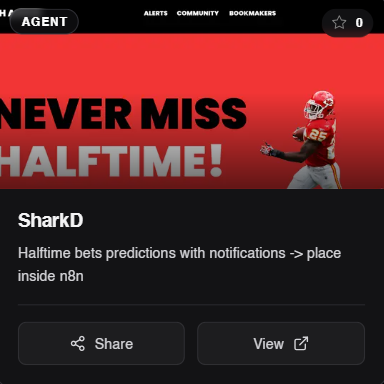 AGENT
ALERTS COMMUNITY BOOKMAKERS
0
NEVER MISS
HALFTIME!
25
SharkD
Halftime bets predictions with notifications -> place
inside n8n
Share
View